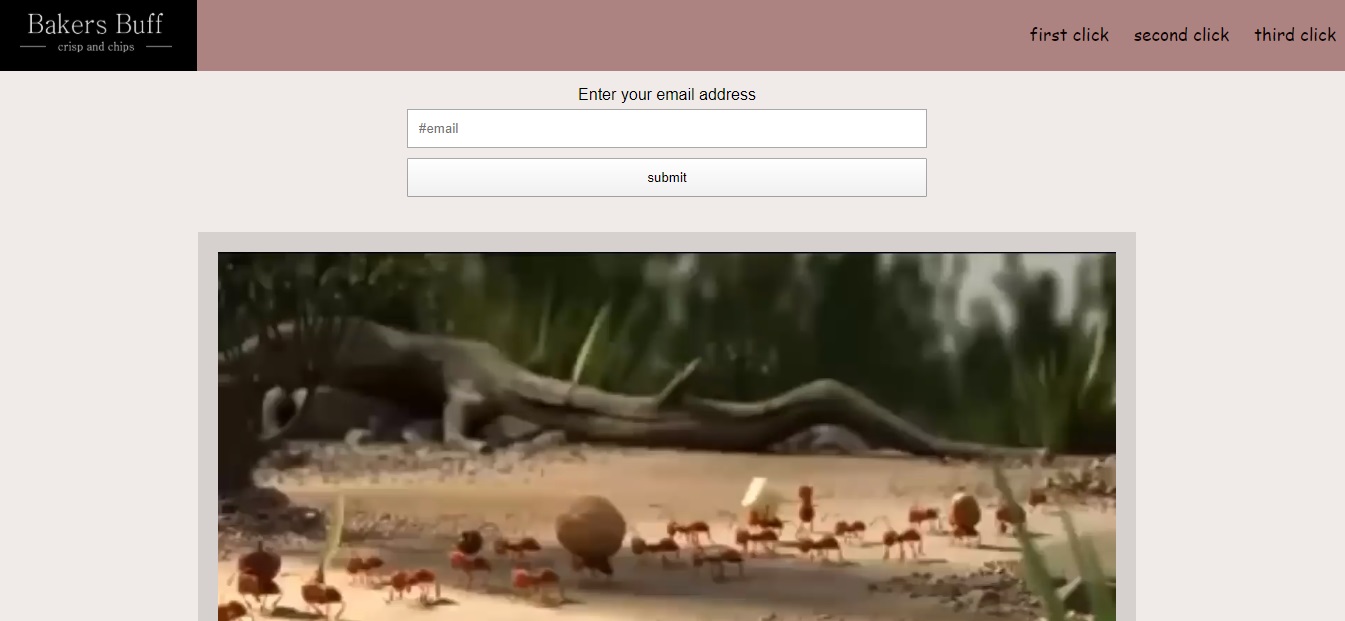 Bakers Buff
crisp and chips
first click second click third click
Enter your email address
#email
submit